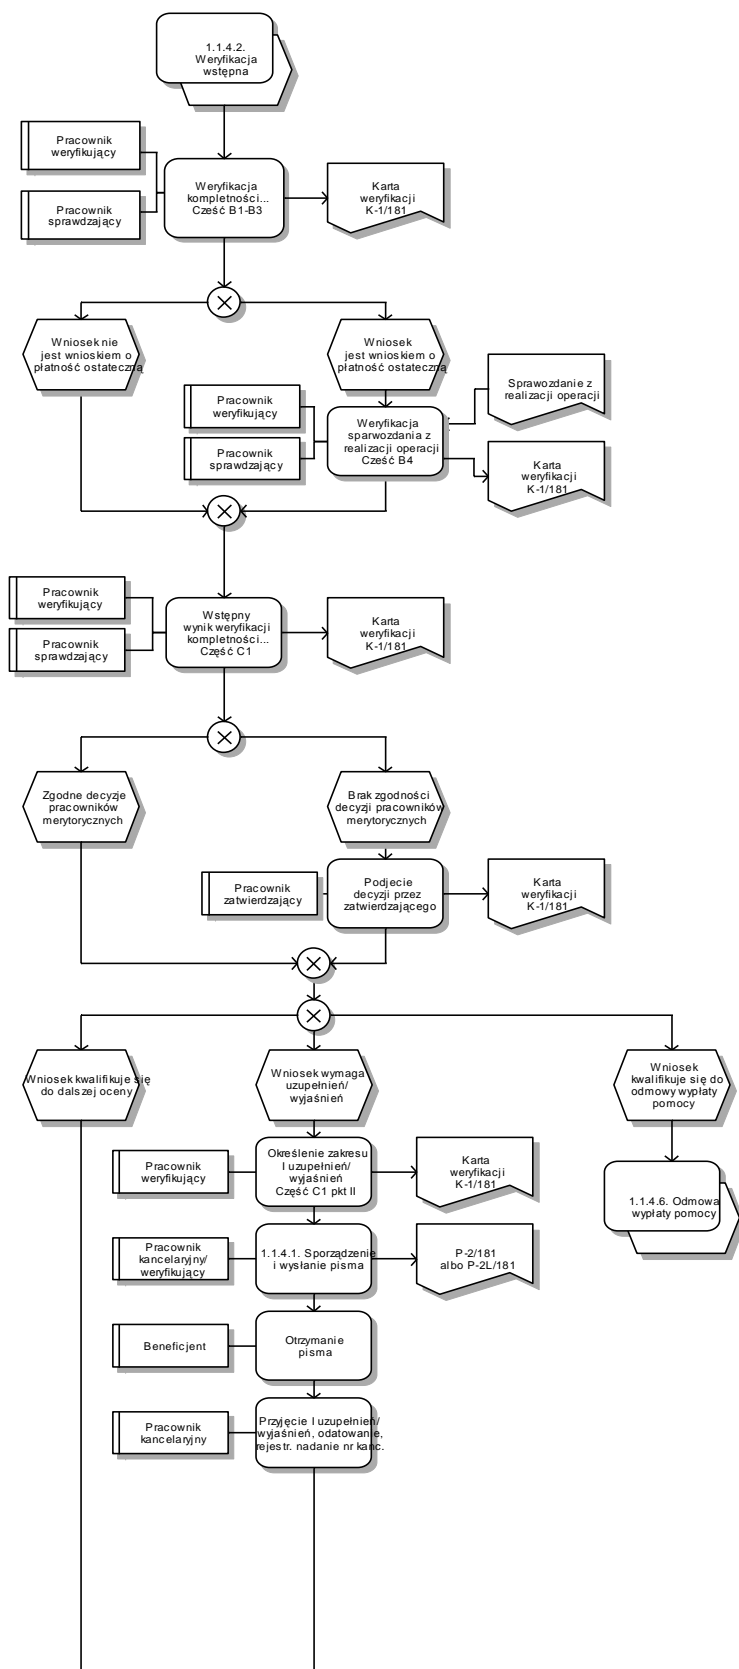 1.1.4.2.
Weryfikacja
wstępna
Pracownik
weryfikujący
Pracownik
sprawdzający
Weryfikacja
kompletności...
Cześć B1-B3
Karta
weryfikacji
K-1/181
Wniosek nie
jest wnioskiem o
płatność ostateczną
Wniosek
jest wnioskiem o
płatność ostateczną
Sprawozdanie z
realizacji operacji
Pracownik
weryfikujący
Pracownik
sprawdzający
Weryfikacja
sparwozdania z
realizacji operacji
Cześć B4
Karta
weryfikacji
K-1/181
Pracownik
weryfikujący
Pracownik
sprawdzający
Wstępny
wynik weryfikacji
kompletności...
Część C1
Karta
weryfikacji
K-1/181
Zgodne decyzje
pracowników
merytorycznych
Brak zgodności
decyzji pracowników
merytorycznych
Pracownik
zatwierdzający
Podjecie
decyzji przez
zatwierdzającego
Karta
weryfikacji
K-1/181
Wniosek kwalifikuje się
do dalszej oceny
Wniosek wymaga
uzupełnień/
wyjaśnień
Wniosek
kwalifikuje się do
odmowy wypłaty
pomocy
Pracownik
weryfikujący
Określenie zakresu
I uzupełnień/
wyjaśnień
Część C1 pkt II
Karta
weryfikacji
K-1/181
1.1.4.6. Odmowa
wypłaty pomocy
Pracownik
kancelaryjny/
weryfikujący
1.1.4.1. Sporządzenie
i wysłanie pisma
P-2/181
albo P-2L/181
Beneficjent
Otrzymanie
pisma
Pracownik
kancelaryjny
Przyjęcie I uzupełnień/
wyjaśnień, odatowanie,
rejestr. nadanie nr kanc.